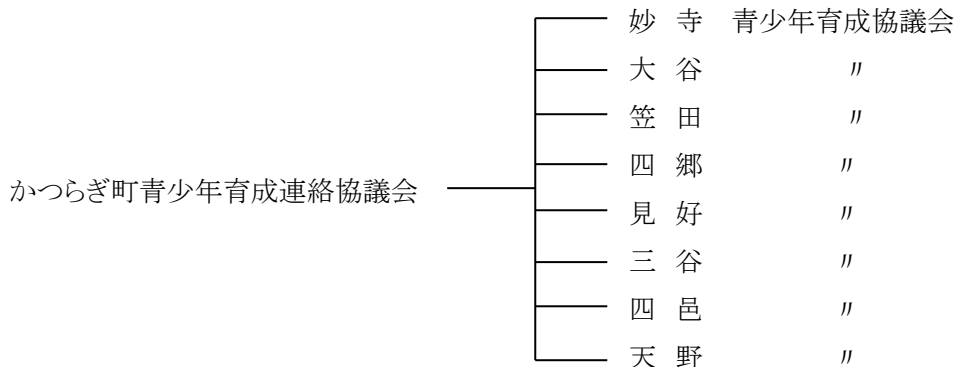 妙寺 青少年育成協議会
大谷 〃
笠田 〃
四郷 〃
かつらぎ町青少年育成連絡協議会
見好 〃
三谷 〃
四邑 〃
天野 〃